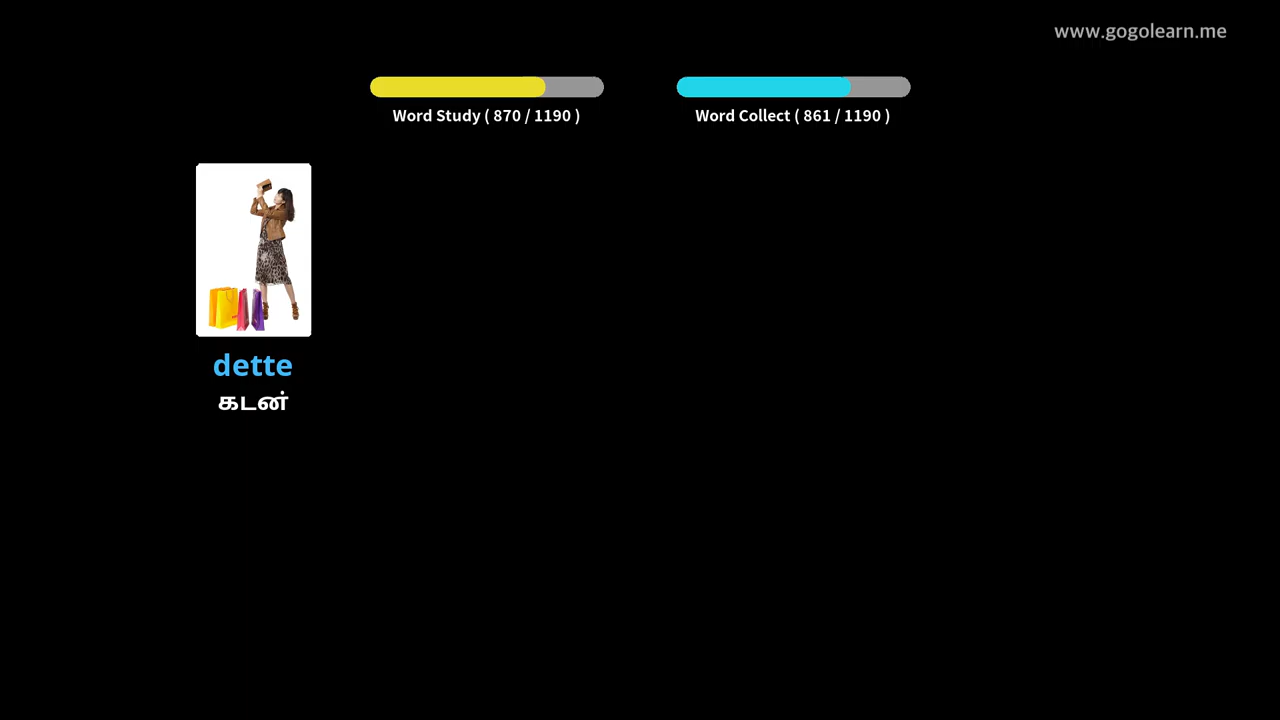 www.gogolearn.me
Word Study ( 870 / 1190 )
Word Collect ( 861 / 1190 )
dette
கடன்